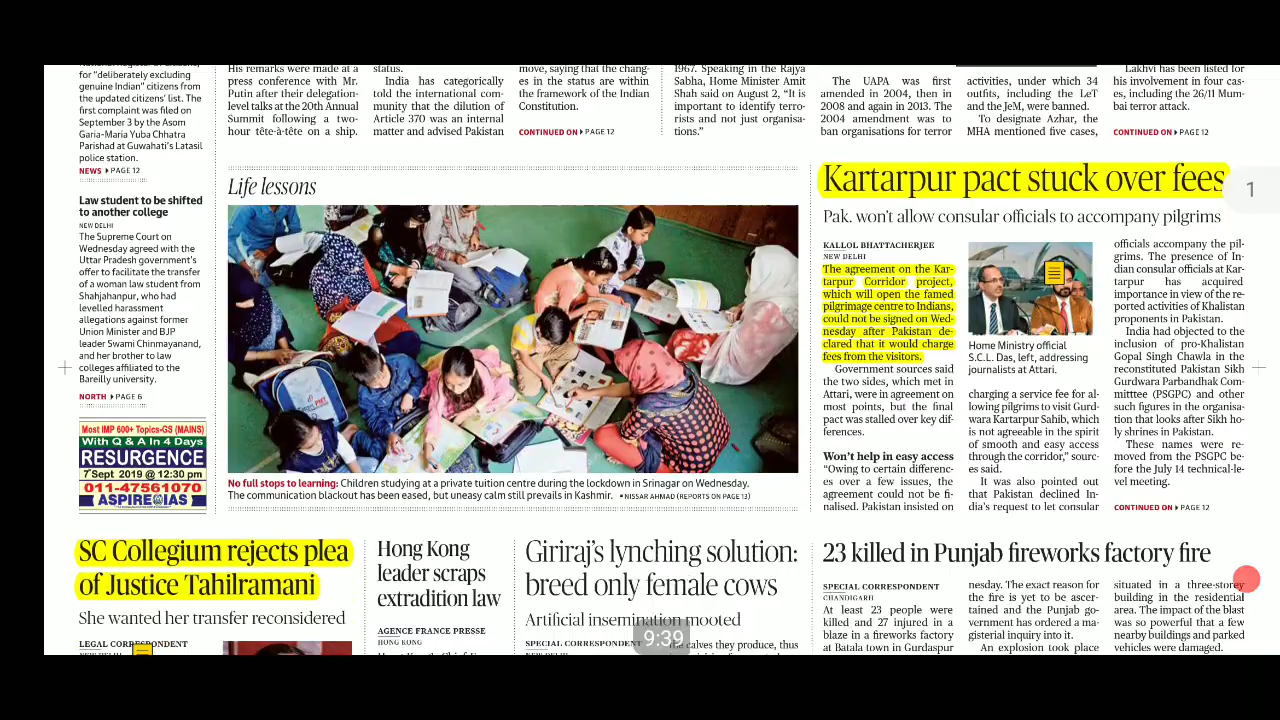 for “deliberately excluding
genuine Indian” citizens from
the updated citizens’ list. The
first complaint was filed on
September 3 by the Asom
Garia-Maria Yuba Chhatra
Parishad at Guwahati’s Latasil
police station.
NEWS PAGE 12
Law student to be shifted
to another college
NEW DELHI
The Supreme Court on
Wednesday agreed with the
Uttar Pradesh government’s
offer to facilitate the transfer
of a woman law student from
Shahjahanpur, who had
levelled harassment
allegations against former
Union Minister and BJP
leader Swami Chinmayanand,
and her brother to law
colleges affiliated to the
Bareilly university.
NORTH PAGE 6
Most IMP 600+ Topics-GS (MAINS)
With Q & A In 4 Days
RESURGENCE
7 Sept 2019 @ 12:30 pm
011-47561070
ASPIRE IAS
His remarks were made at a
press conference with Mr.
Putin after their delegation-
level talks at the 20th Annual
Summit following a two-
hour tête-à-tête on a ship.
status.
India has categorically
told the international com-
munity that the dilution of
Article 370 was an internal
matter and advised Pakistan
move, saying that the chang-
es in the status are within
the framework of the Indian
Constitution.
CONTINUED ON PAGE 12
1967. Speaking in the Rajya
Sabha, Home Minister Amit
Shah said on August 2, “It is
important to identify terro-
rists and not just organisa-
tions.”
The UAPA was first
amended in 2004, then in
2008 and again in 2013. The
2004 amendment was to
ban organisations for terror
activities, under which 34
outfits, including the LeT
and the JeM, were banned.
To designate Azhar, the
MHA mentioned five cases,
Lakhvi has been listed for
his involvement in four cas-
es, including the 26/11 Mum-
bai terror attack.
CONTINUED ON PAGE 12
Life lessons
No full stops to learning: Children studying at a private tuition centre during the lockdown in Srinagar on Wednesday.
The communication blackout has been eased, but uneasy calm still prevails in Kashmir. NISSAR AHMAD (REPORTS ON PAGE 13)
Kartarpur pact stuck over fees
1
Pak. won’t allow consular officials to accompany pilgrims
KALLOL BHATTACHERJEE
NEW DELHI
The agreement on the Kar-
tarpur Corridor project,
which will open the famed
pilgrimage centre to Indians,
could not be signed on Wed-
nesday after Pakistan de-
clared that it would charge
fees from the visitors.
Government sources said
the two sides, which met in
Attari, were in agreement on
most points, but the final
pact was stalled over key dif-
ferences.
Won’t help in easy access
“Owing to certain differenc-
over a few issues, the
agreement could not be fi-
nalised. Pakistan insisted on
Home Ministry official
S.C.L. Das, left, addressing
journalists at Attari.
charging a service fee for al-
lowing pilgrims to visit Gurd-
wara Kartarpur Sahib, which
is not agreeable in the spirit
of smooth and easy access
through the corridor,” sourc-
es said.
It was also pointed out
that Pakistan declined In-
dia’s request to let consular
officials accompany the pil-
grims. The presence of In-
dian consular officials at Kar-
tarpur has acquired
importance in view of the re-
ported activities of Khalistan
proponents in Pakistan.
India had objected to the
inclusion of pro-Khalistan
Gopal Singh Chawla in the
reconstituted Pakistan Sikh
Gurdwara Parbandhak Com-
mitttee (PSGPC) and other
such figures in the organisa-
tion that looks after Sikh ho-
ly shrines in Pakistan.
These names were re-
moved from the PSGPC be-
fore the July 14 technical-le-
vel meeting.
CONTINUED ON PAGE 12
SC Collegium rejects plea
of Justice Tahilramani
She wanted her transfer reconsidered
LEGAL CORRESPONDENT
Hong Kong
leader scraps
extradition law
AGENCE FRANCE PRESSE
HONG KONG
Giriraj’s lynching solution:
breed only female cows
Artificial insemination mooted
SPECIAL CORRESPONDENT
calves they produce, thus
9:39
23 killed in Punjab fireworks factory fire
SPECIAL CORRESPONDENT
CHANDIGARH
At least 23 people were
killed and 27 injured in a
blaze in a fireworks factory
at Batala town in Gurdaspur
nesday. The exact reason for
the fire is yet to be ascer-
tained and the Punjab go-
vernment has ordered a ma-
gisterial inquiry into it.
An explosion took place
situated in a three-storey
building in the residential
area. The impact of the blast
was so powerful that a few
nearby buildings and parked
vehicles were damaged.